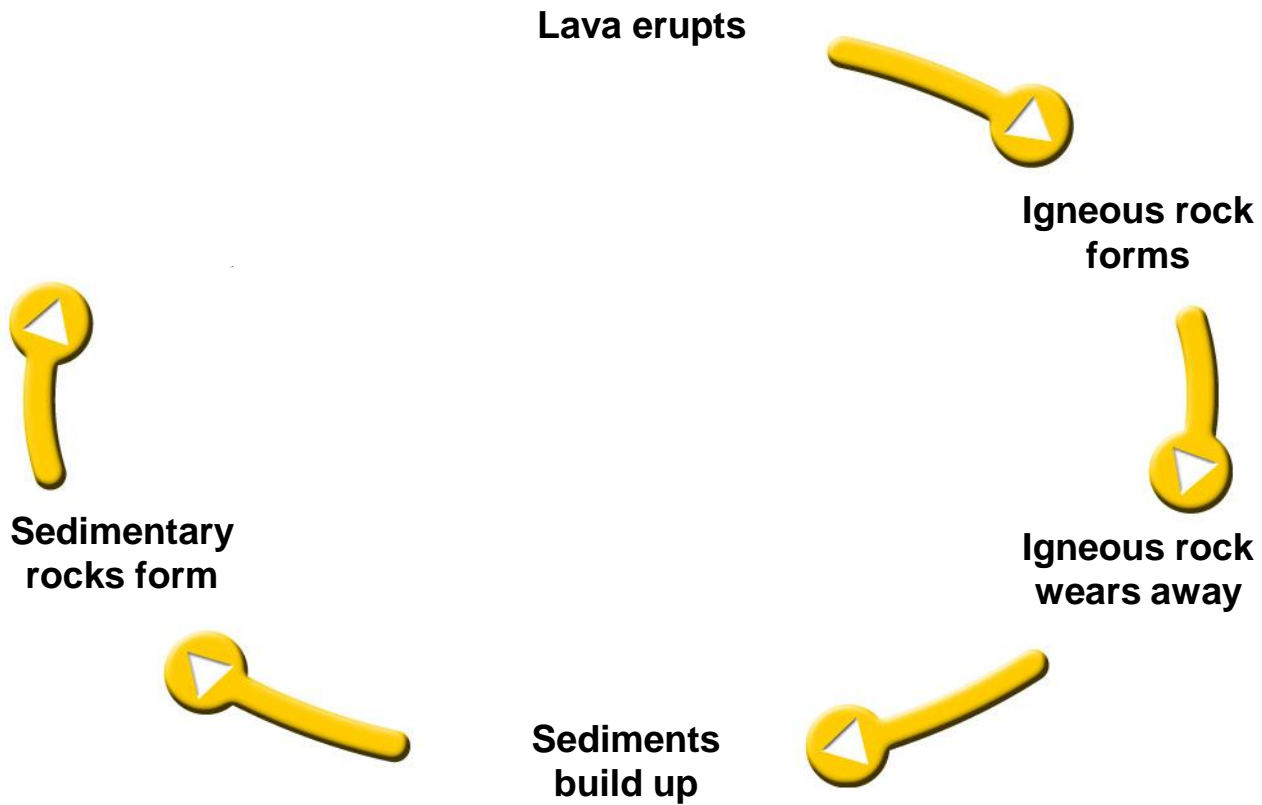 Lava erupts
Igneous rock
forms
Igneous rock
wears away
Sediments
build up
Sedimentary
rocks form